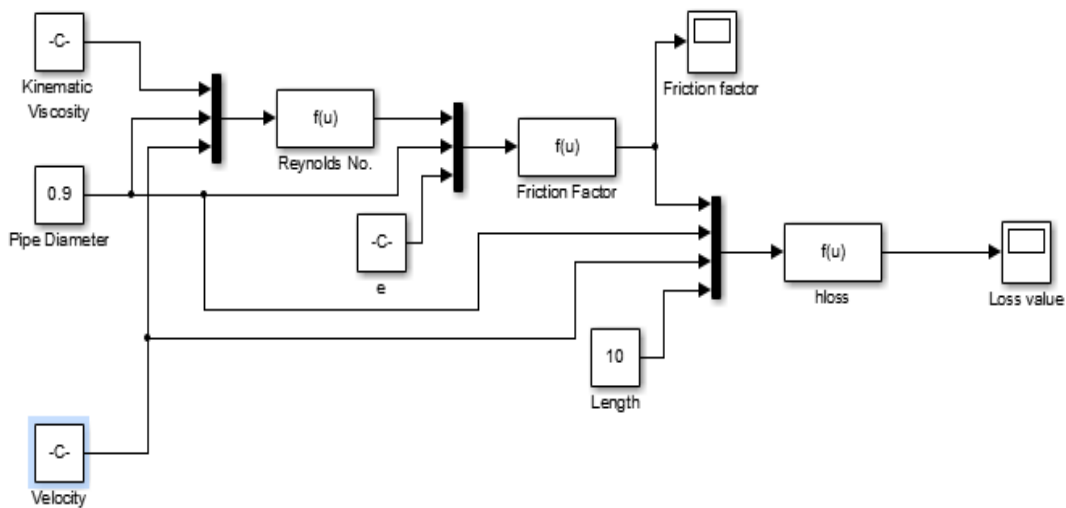 -C-
Kinematic
Viscosity
0.9
Pipe Diameter
f(u)
Reynolds No.
-C-
e
f(u)
Friction Factor
Friction factor
10
Length
f(u)
hloss
Loss value
-C-
Velocity